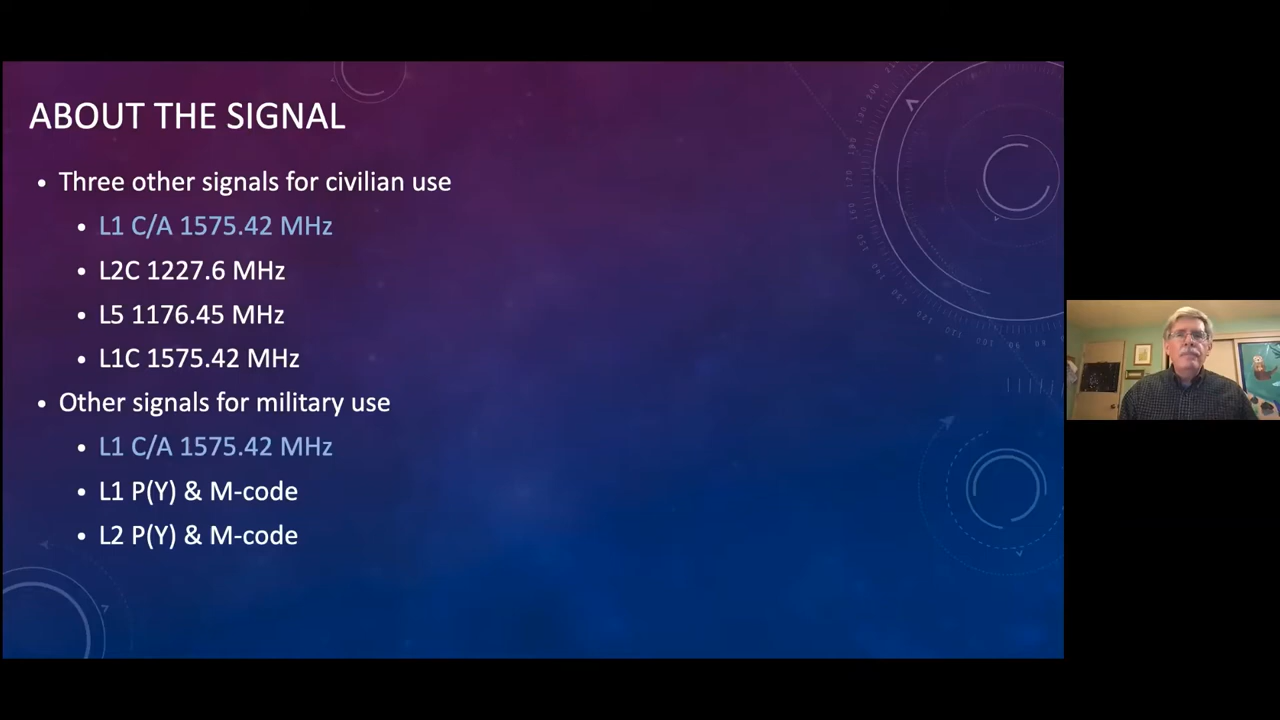 ABOUT THE SIGNAL
• Three other signals for civilian use
• L1 C/A 1575.42 MHz
• L2C 1227.6 MHz
• L5 1176.45 MHz
• L1C 1575.42 MHz
• Other signals for military use
• L1 C/A 1575.42 MHz
• L1 P(Y) & M-code
• L2 P(Y) & M-code